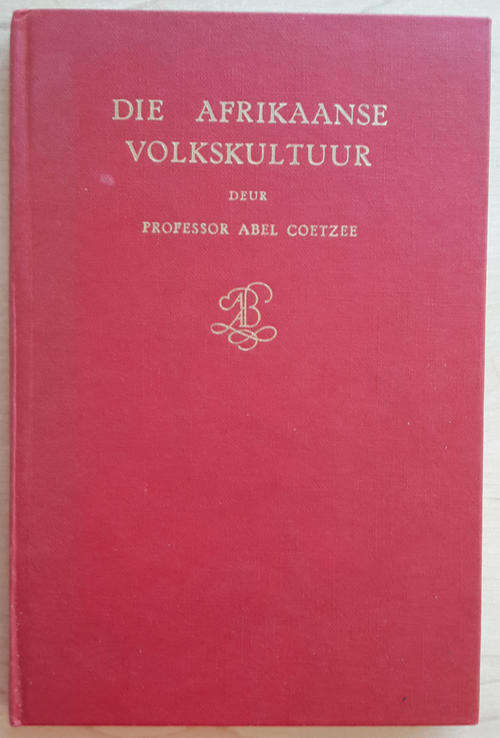 DIE AFRIKAANSE
VOLKSKULTUUR
DEUR
PROFESSOR ABEL COETZEE